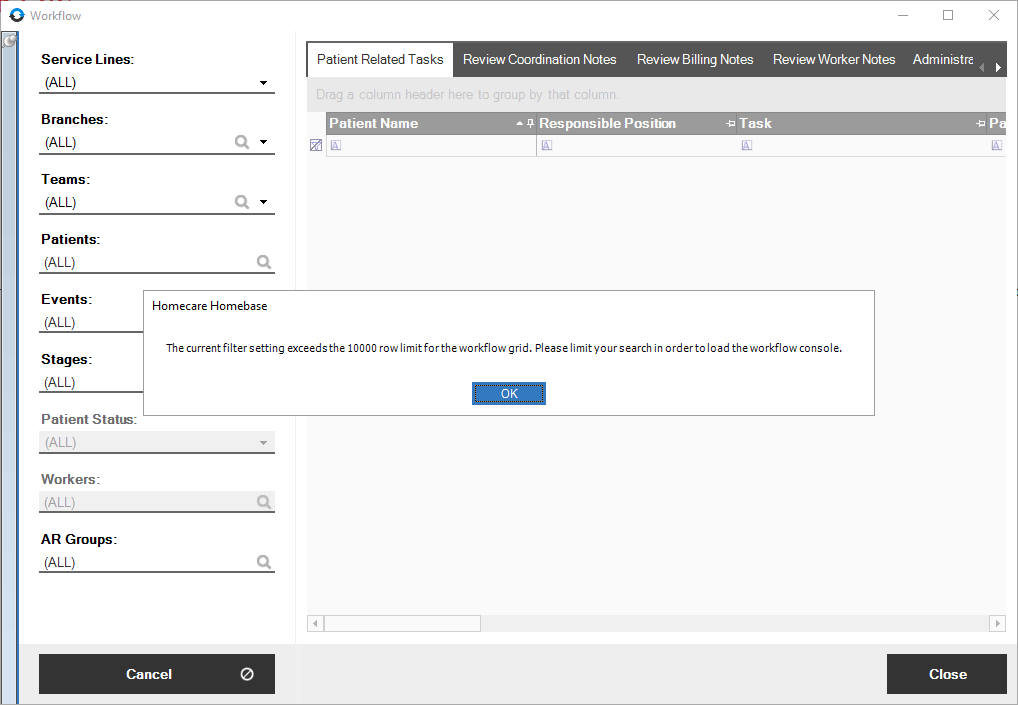 Workflow
Service Lines:
(ALL)
Branches:
(ALL)
Teams:
(ALL)
Patients:
(ALL)
Events:
(ALL)
Stages:
(ALL)
Patient Status:
(ALL)
Workers:
(ALL)
AR Groups:
(ALL)
Patient Related Tasks Review Coordination Notes Review Billing Notes Review Worker Notes Administra
Drag a column header here to group by that column.
Patient Name Responsible Position Task Pa
A A A A
Homecare Homebase
The current filter setting exceeds the 10000 row limit for the workflow grid. Please limit your search in order to load the workflow console.
OK
Cancel Close